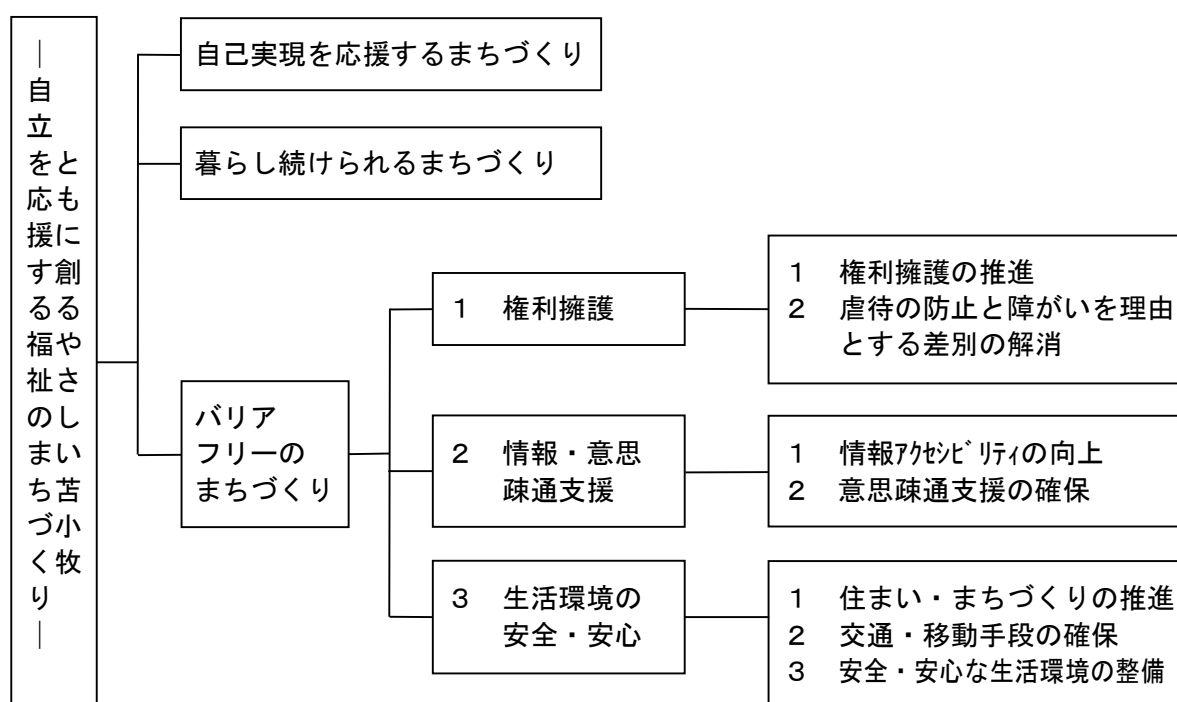 ともに創るやさしい苫小牧
―自立を応援する福祉のまちづくり―
自己実現を応援するまちづくり
暮らし続けられるまちづくり
バリア
フリーの
まちづくり
1 権利擁護
1 権利擁護の推進
2 虐待の防止と障がいを理由
とする差別の解消
2 情報・意思
疎通支援
1 情報ｱｸｾｼﾋﾞﾘﾃｨの向上
2 意思疎通支援の確保
3 生活環境の
安全・安心
1 住まい・まちづくりの推進
2 交通・移動手段の確保
3 安全・安心な生活環境の整備